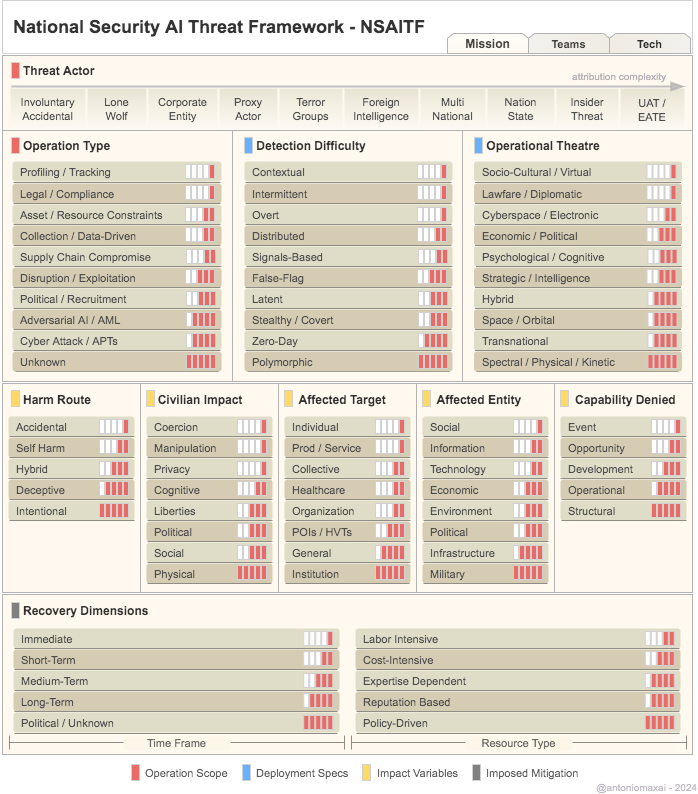 National Security AI Threat Framework - NSAITF
Mission
Teams
Tech
Threat Actor
attribution complexity
Involuntary
Accidental
Lone
Wolf
Corporate
Entity
Proxy
Actor
Terror
Groups
Foreign
Intelligence
Multi
National
Nation
State
Insider
Threat
UAT /
EATE
Operation Type
Profiling / Tracking
Legal / Compliance
Asset / Resource Constraints
Collection / Data-Driven
Supply Chain Compromise
Disruption / Exploitation
Political / Recruitment
Adversarial AI / AML
Cyber Attack / APTs
Unknown
Detection Difficulty
Contextual
Intermittent
Overt
Distributed
Signals-Based
False-Flag
Latent
Stealthy / Covert
Zero-Day
Polymorphic
Operational Theatre
Socio-Cultural / Virtual
Lawfare / Diplomatic
Cyberspace / Electronic
Economic / Political
Psychological / Cognitive
Strategic / Intelligence
Hybrid
Space / Orbital
Transnational
Spectral / Physical / Kinetic
Harm Route
Accidental
Self Harm
Hybrid
Deceptive
Intentional
Civilian Impact
Coercion
Manipulation
Privacy
Cognitive
Liberties
Political
Social
Physical
Affected Target
Individual
Prod / Service
Collective
Healthcare
Organization
POIs / HVTs
General
Institution
Affected Entity
Social
Information
Technology
Economic
Environment
Political
Infrastructure
Military
Capability Denied
Event
Opportunity
Development
Operational
Structural
Recovery Dimensions
Immediate
Short-Term
Medium-Term
Long-Term
Political / Unknown
Time Frame
Labor Intensive
Cost-Intensive
Expertise Dependent
Reputation Based
Policy-Driven
Resource Type
Operation Scope
Deployment Specs
Impact Variables
Imposed Mitigation
@antoniomaxai - 2024